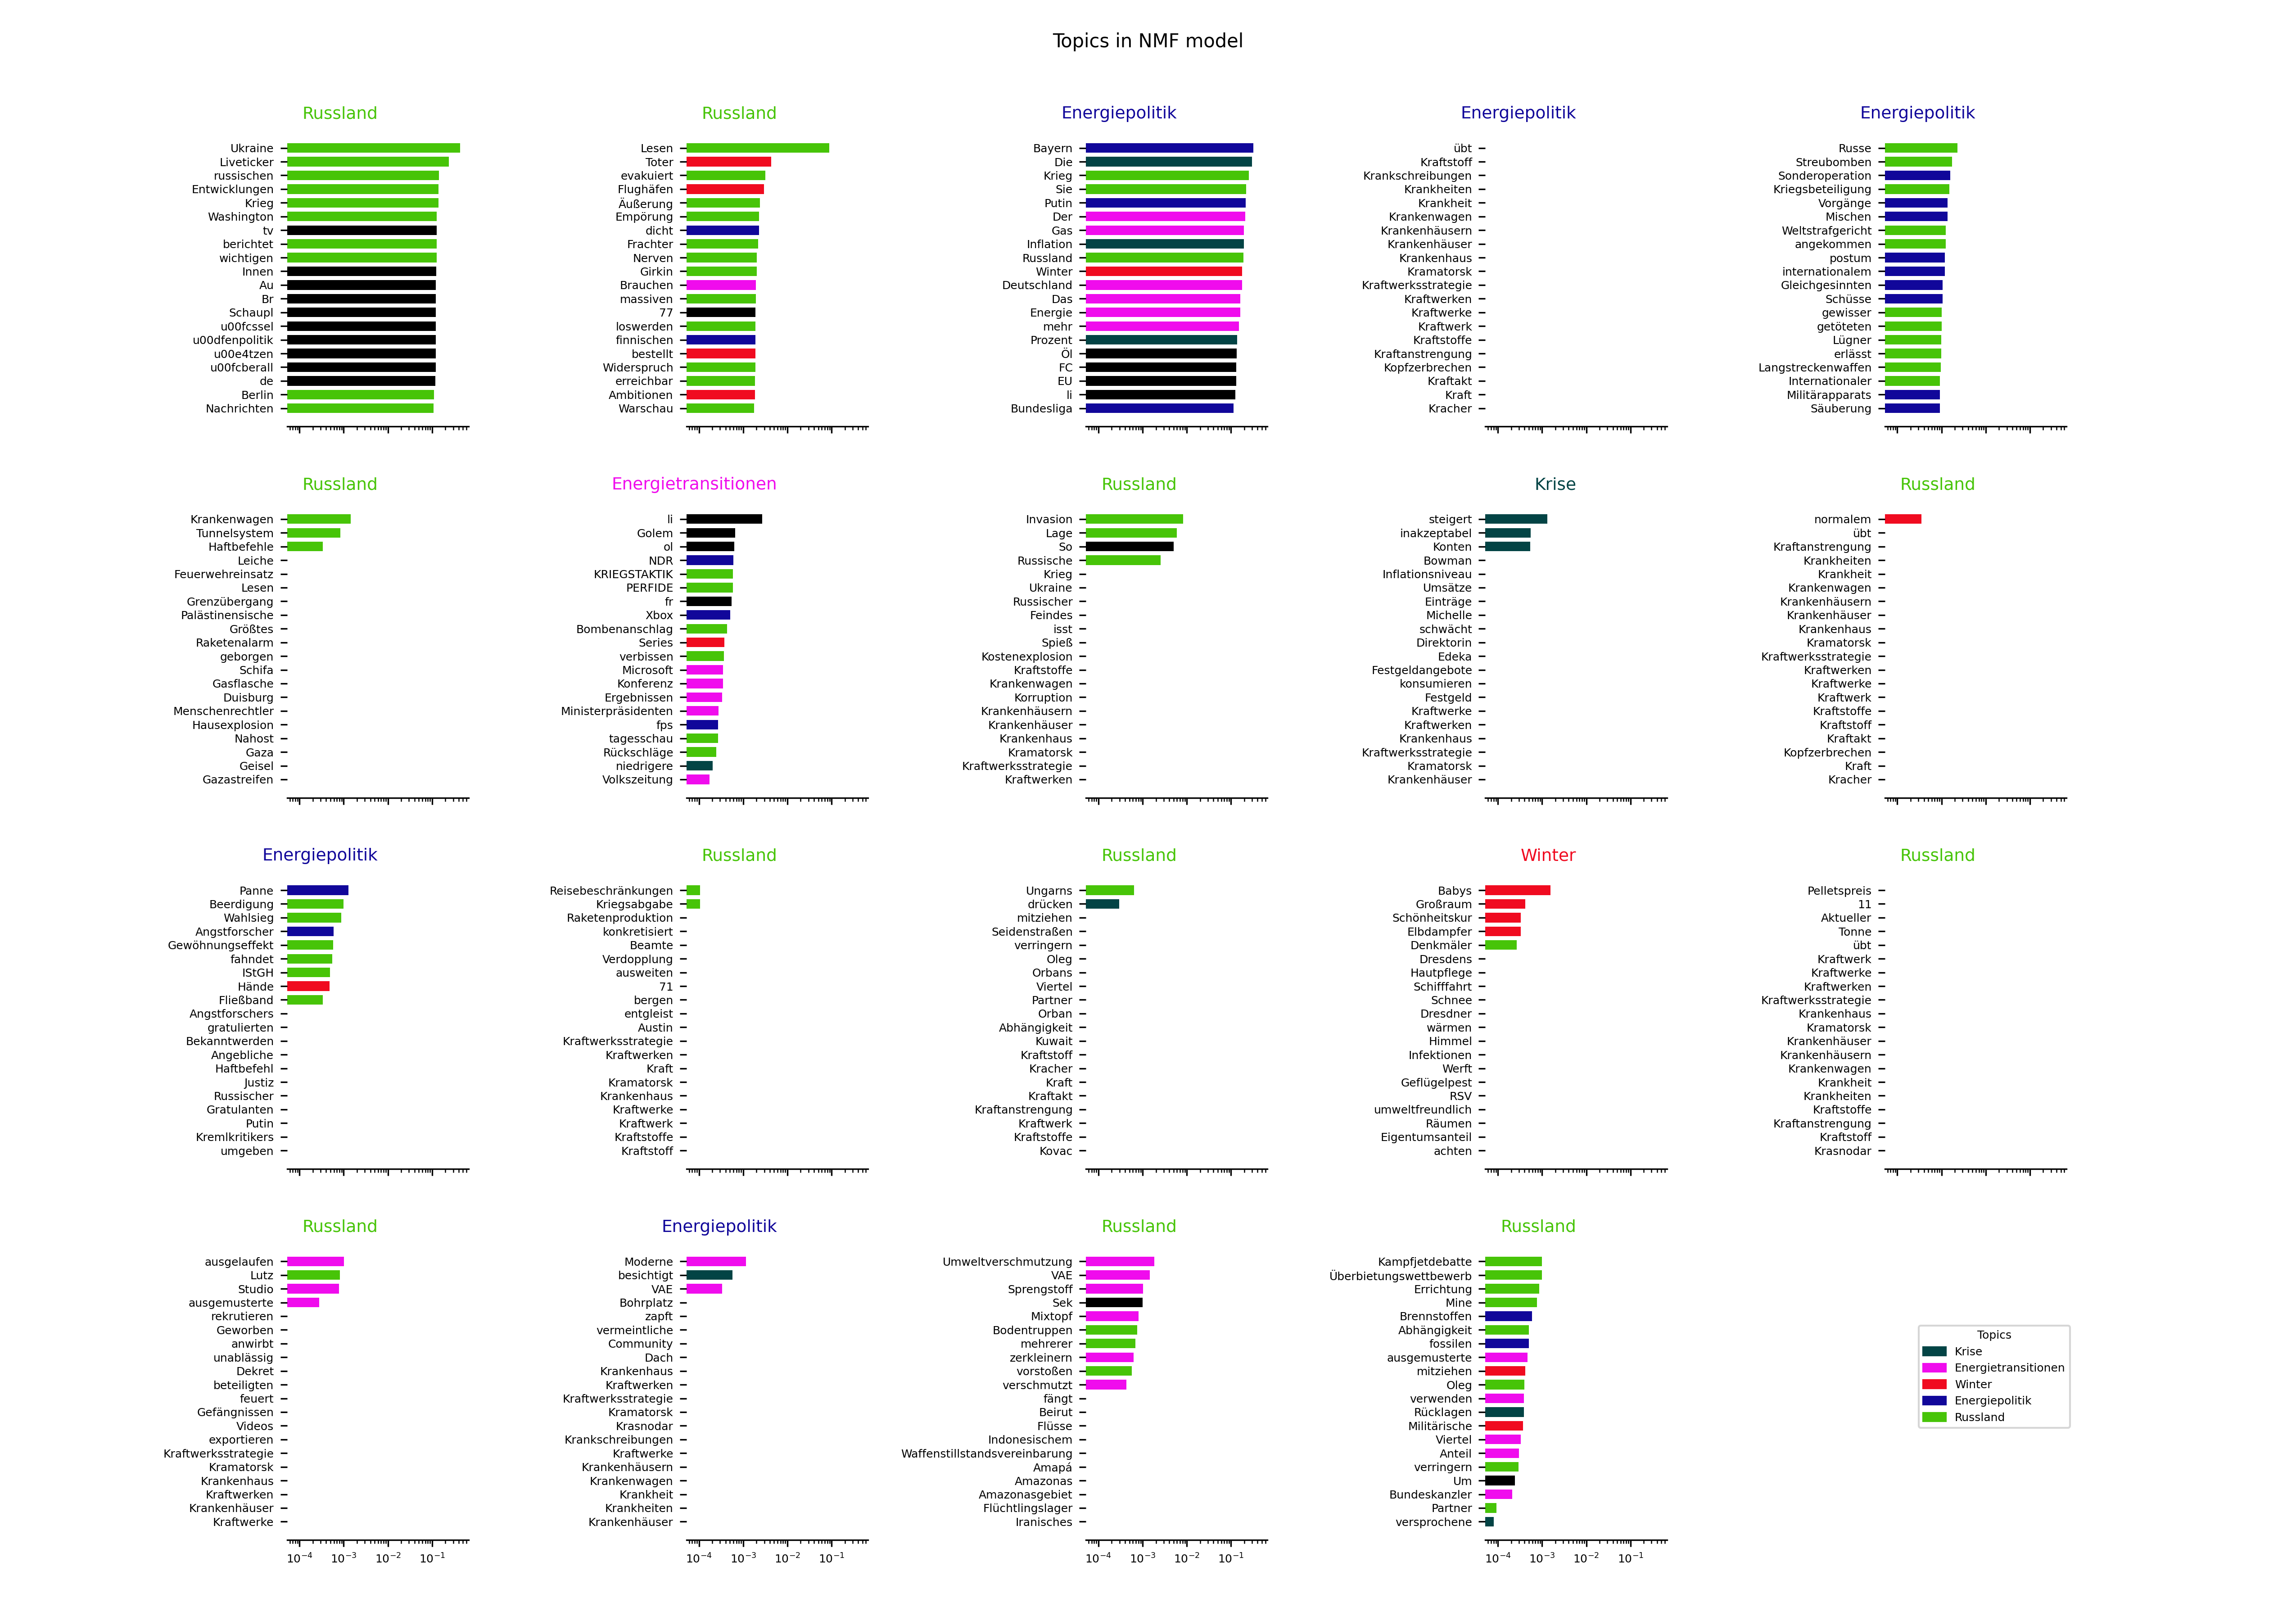 Topics in NMF model
Russland
Ukraine
Liveticker
russischen
Entwicklungen
Krieg
Washington
tv
berichtet
wichtigen
Innen
Au
Br
Schaupl
u00fcssel
u00dfenpolitik
u00e4tzen
u00fcberall
de
Berlin
Nachrichten
Russland
Lesen
Toter
evakuiert
Flughäfen
Äußerung
Empörung
dicht
Frachter
Nerven
Girkin
Brauchen
massiven
77
loswerden
finnischen
bestellt
Widerspruch
erreichbar
Ambitionen
Warschau
Energiepolitik
Bayern
Die
Krieg
Sie
Putin
Der
Gas
Inflation
Russland
Winter
Deutschland
Das
Energie
mehr
Prozent
Öl
FC
EU
li
Bundesliga
Energiepolitik
übt
Kraftstoff
Krankschreibungen
Krankheiten
Krankheit
Krankenwagen
Krankenhäusern
Krankenhäuser
Krankenhaus
Kramatorsk
Kraftwerksstrategie
Kraftwerken
Kraftwerke
Kraftwerk
Kraftstoffe
Kraftanstrengung
Kopfzerbrechen
Kraftakt
Kraft
Kracher
Energiepolitik
Russe
Streubomben
Sonderoperation
Kriegsbeteiligung
Vorgänge
Mischen
Weltstrafgericht
angekommen
postum
internationalem
Gleichgesinnten
Schüsse
gewisser
getöteten
Lügner
erlässt
Langstreckenwaffen
Internationaler
Militärapparats
Säuberung
Russland
Krankenwagen
Tunnelsystem
Haftbefehle
Leiche
Feuerwehreinsatz
Lesen
Grenzübergang
Palästinensische
Größtes
Raketenalarm
geborgen
Schifa
Gasflasche
Duisburg
Menschenrechtler
Hausexplosion
Nahost
Gaza
Geisel
Gazastreifen
Energietransitionen
li
Golem
ol
NDR
KRIEGSTAKTIK
PERFIDE
fr
Xbox
Bombenanschlag
Series
verbissen
Microsoft
Konferenz
Ergebnissen
Ministerpräsidenten
fps
tagesschau
Rückschläge
niedrigere
Volkszeitung
Russland
Invasion
Lage
So
Russische
Krieg
Ukraine
Russischer
Feindes
isst
Spieß
Kostenexplosion
Kraftstoffe
Krankenwagen
Korruption
Krankenhäusern
Krankenhäuser
Krankenhaus
Kramatorsk
Kraftwerksstrategie
Kraftwerken
Krise
steigert
inakzeptabel
Konten
Bowman
Inflationsniveau
Umsätze
Einträge
Michelle
schwächt
Direktorin
Edeka
Festgeldangebote
konsumieren
Festgeld
Kraftwerke
Kraftwerken
Krankenhaus
Kraftwerksstrategie
Kramatorsk
Krankenhäuser
Russland
normalem
übt
Kraftanstrengung
Krankheiten
Krankheit
Krankenwagen
Krankenhäusern
Krankenhäuser
Krankenhaus
Kramatorsk
Kraftwerksstrategie
Kraftwerken
Kraftwerke
Kraftwerk
Kraftstoffe
Kraftstoff
Kraftakt
Kopfzerbrechen
Kraft
Kracher
Energiepolitik
Panne
Beerdigung
Wahlsieg
Angstforscher
Gewöhnungseffekt
fahndet
IStGH
Hände
Fließband
Angstforschers
gratulierten
Bekanntwerden
Angebliche
Haftbefehl
Justiz
Russischer
Gratulanten
Putin
Kremlkritikers
umgeben
Russland
Reisebeschränkungen
Kriegsabgabe
Raketenproduktion
konkretisiert
Beamte
Verdopplung
ausweiten
71
bergen
entgleist
Austin
Kraftwerksstrategie
Kraftwerken
Kraft
Kramatorsk
Krankenhaus
Kraftwerke
Kraftwerk
Kraftstoffe
Kraftstoff
Russland
Ungarns
drücken
mitziehen
Seidenstraßen
verringern
Oleg
Orbans
Viertel
Partner
Orban
Abhängigkeit
Kuwait
Kraftstoff
Kracher
Kraft
Kraftakt
Kraftanstrengung
Kraftwerk
Kraftstoffe
Kovac
Winter
Babys
Großraum
Schönheitskur
Elbdampfer
Denkmäler
Dresdens
Hautpflege
Schifffahrt
Schnee
Dresdner
wärmen
Himmel
Infektionen
Werft
Geflügelpest
RSV
umweltfreundlich
Räumen
Eigentumsanteil
achten
Russland
Pelletspreis
11
Aktueller
Tonne
übt
Kraftwerk
Kraftwerke
Kraftwerken
Kraftwerksstrategie
Krankenhaus
Kramatorsk
Krankenhäuser
Krankenhäusern
Krankenwagen
Krankheit
Krankheiten
Kraftstoffe
Kraftanstrengung
Kraftstoff
Krasnodar
Russland
ausgelaufen
Lutz
Studio
ausgemusterte
rekrutieren
Geworben
anwirbt
unablässig
Dekret
beteiligten
feuert
Gefängnissen
Videos
exportieren
Kraftwerksstrategie
Kramatorsk
Krankenhaus
Kraftwerken
Krankenhäuser
Kraftwerke
10⁻⁴ 10⁻³ 10⁻² 10⁻¹
Energiepolitik
Moderne
besichtigt
VAE
Bohrplatz
zapft
vermeintliche
Community
Dach
Krankenhaus
Kraftwerken
Kraftwerksstrategie
Kramatorsk
Krasnodar
Krankschreibungen
Kraftwerke
Krankenhäusern
Krankenwagen
Krankheit
Krankheiten
Krankenhäuser
10⁻⁴ 10⁻³ 10⁻² 10⁻¹
Russland
Umweltverschmutzung
VAE
Sprengstoff
Sek
Mixtopf
Bodentruppen
mehrerer
zerkleinern
vorstoßen
verschmutzt
fängt
Beirut
Flüsse
Indonesischem
Waffenstillstandsvereinbarung
Amapá
Amazonas
Amazonasgebiet
Flüchtlingslager
Iranisches
10⁻⁴ 10⁻³ 10⁻² 10⁻¹
Russland
Kampfjetdebatte
Überbietungswettbewerb
Errichtung
Mine
Brennstoffen
Abhängigkeit
fossilen
ausgemusterte
mitziehen
Oleg
verwenden
Rücklagen
Militärische
Viertel
Anteil
verringern
Um
Bundeskanzler
Partner
versprochene
10⁻⁴ 10⁻³ 10⁻² 10⁻¹
Topics
Krise
Energietransitionen
Winter
Energiepolitik
Russland